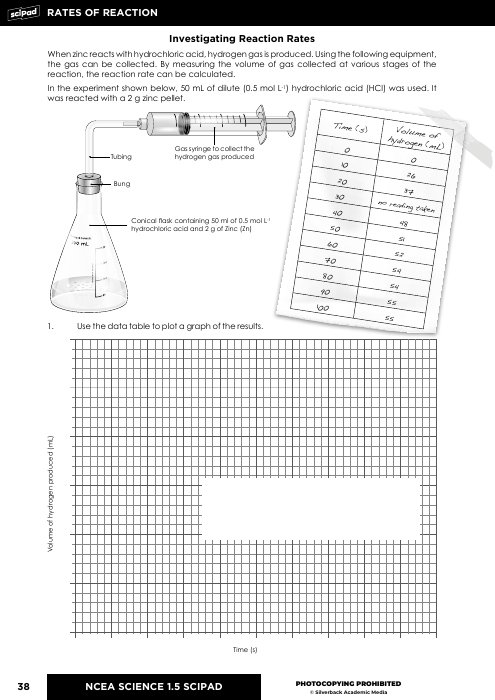 scipad RATES OF REACTION
Investigating Reaction Rates
When zinc reacts with hydrochloric acid, hydrogen gas is produced. Using the following equipment,
the gas can be collected. By measuring the volume of gas collected at various stages of the
reaction, the reaction rate can be calculated.
In the experiment shown below, 50 mL of dilute (0.5 mol L⁻¹) hydrochloric acid (HCl) was used. It
was reacted with a 2 g zinc pellet.
Gas syringe to collect the
hydrogen gas produced
Tubing
Bung
Conical flask containing 50 ml of 0.5 mol L⁻¹
hydrochloric acid and 2 g of Zinc (Zn)
mL
Time (s) Volume of
hydrogen (mL)
0 0
10 26
20 37
30 no reading taken
40 48
50 51
60 52
70 54
80 54
90 55
100 55
1. Use the data table to plot a graph of the results.
Volume of hydrogen produced (mL)
Time (s)
38 NCEA SCIENCE 1.5 SCIPAD PHOTOCOPYING PROHIBITED
© Silverback Academic Media